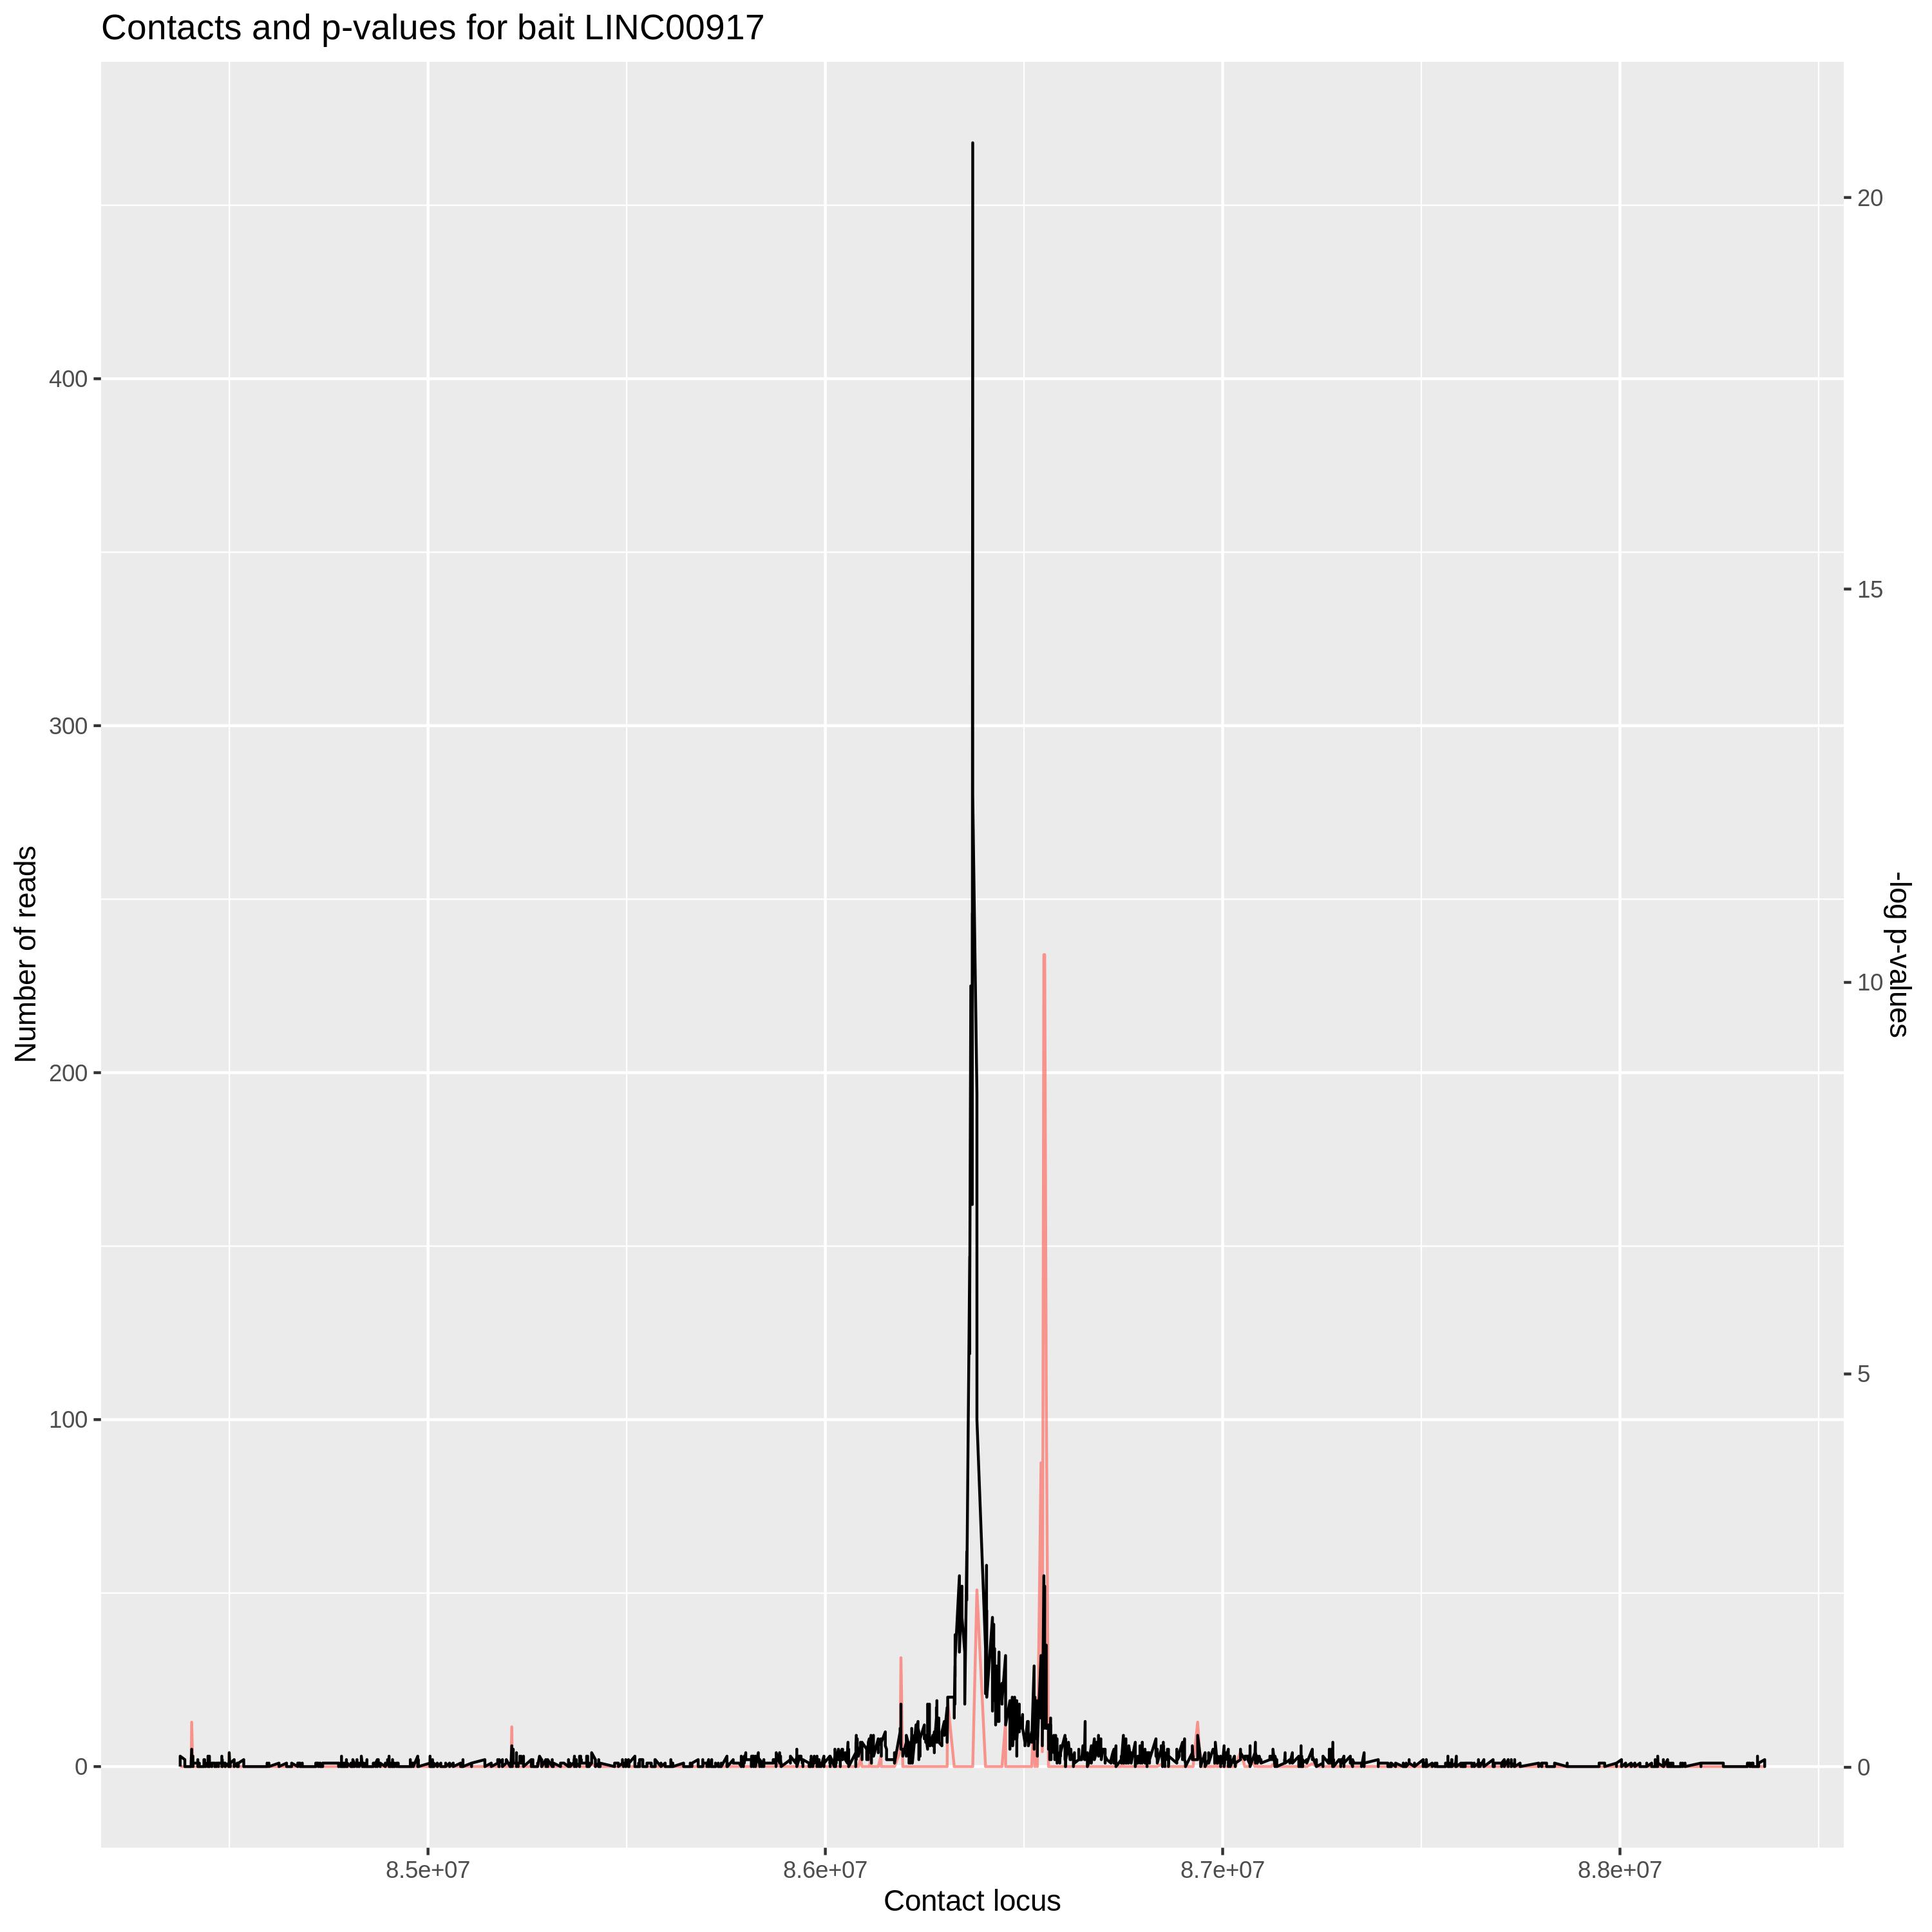 Contacts and p-values for bait LINC00917
Number of reads
400
300
200
100
0
20
15
10
5
0
-log p-values
8.5e+07
8.6e+07
8.7e+07
8.8e+07
Contact locus